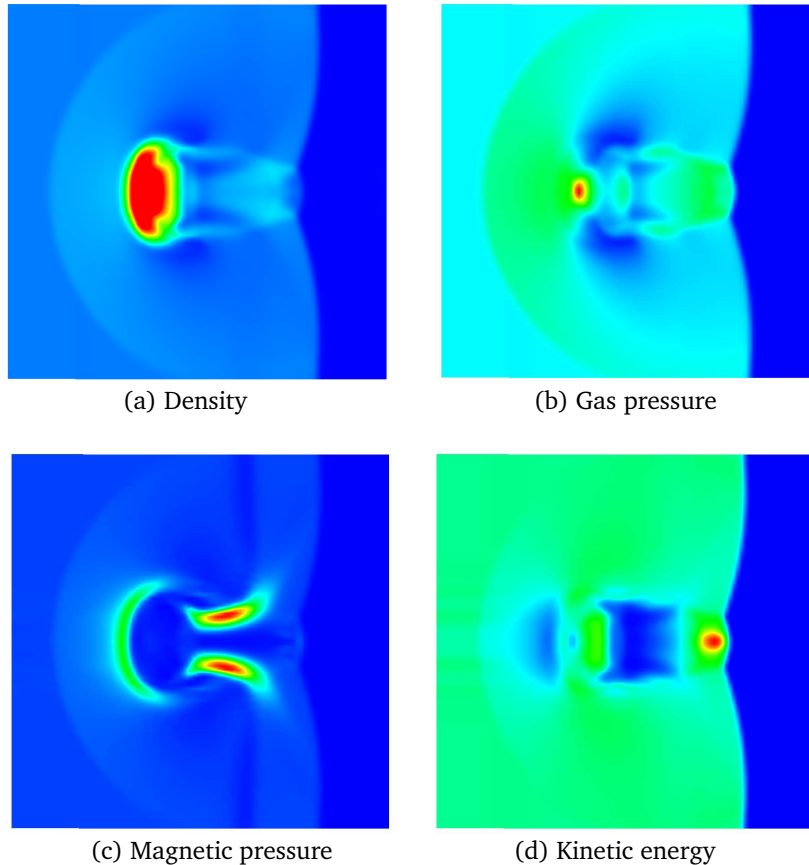 (a) Density
(b) Gas pressure
(c) Magnetic pressure
(d) Kinetic energy